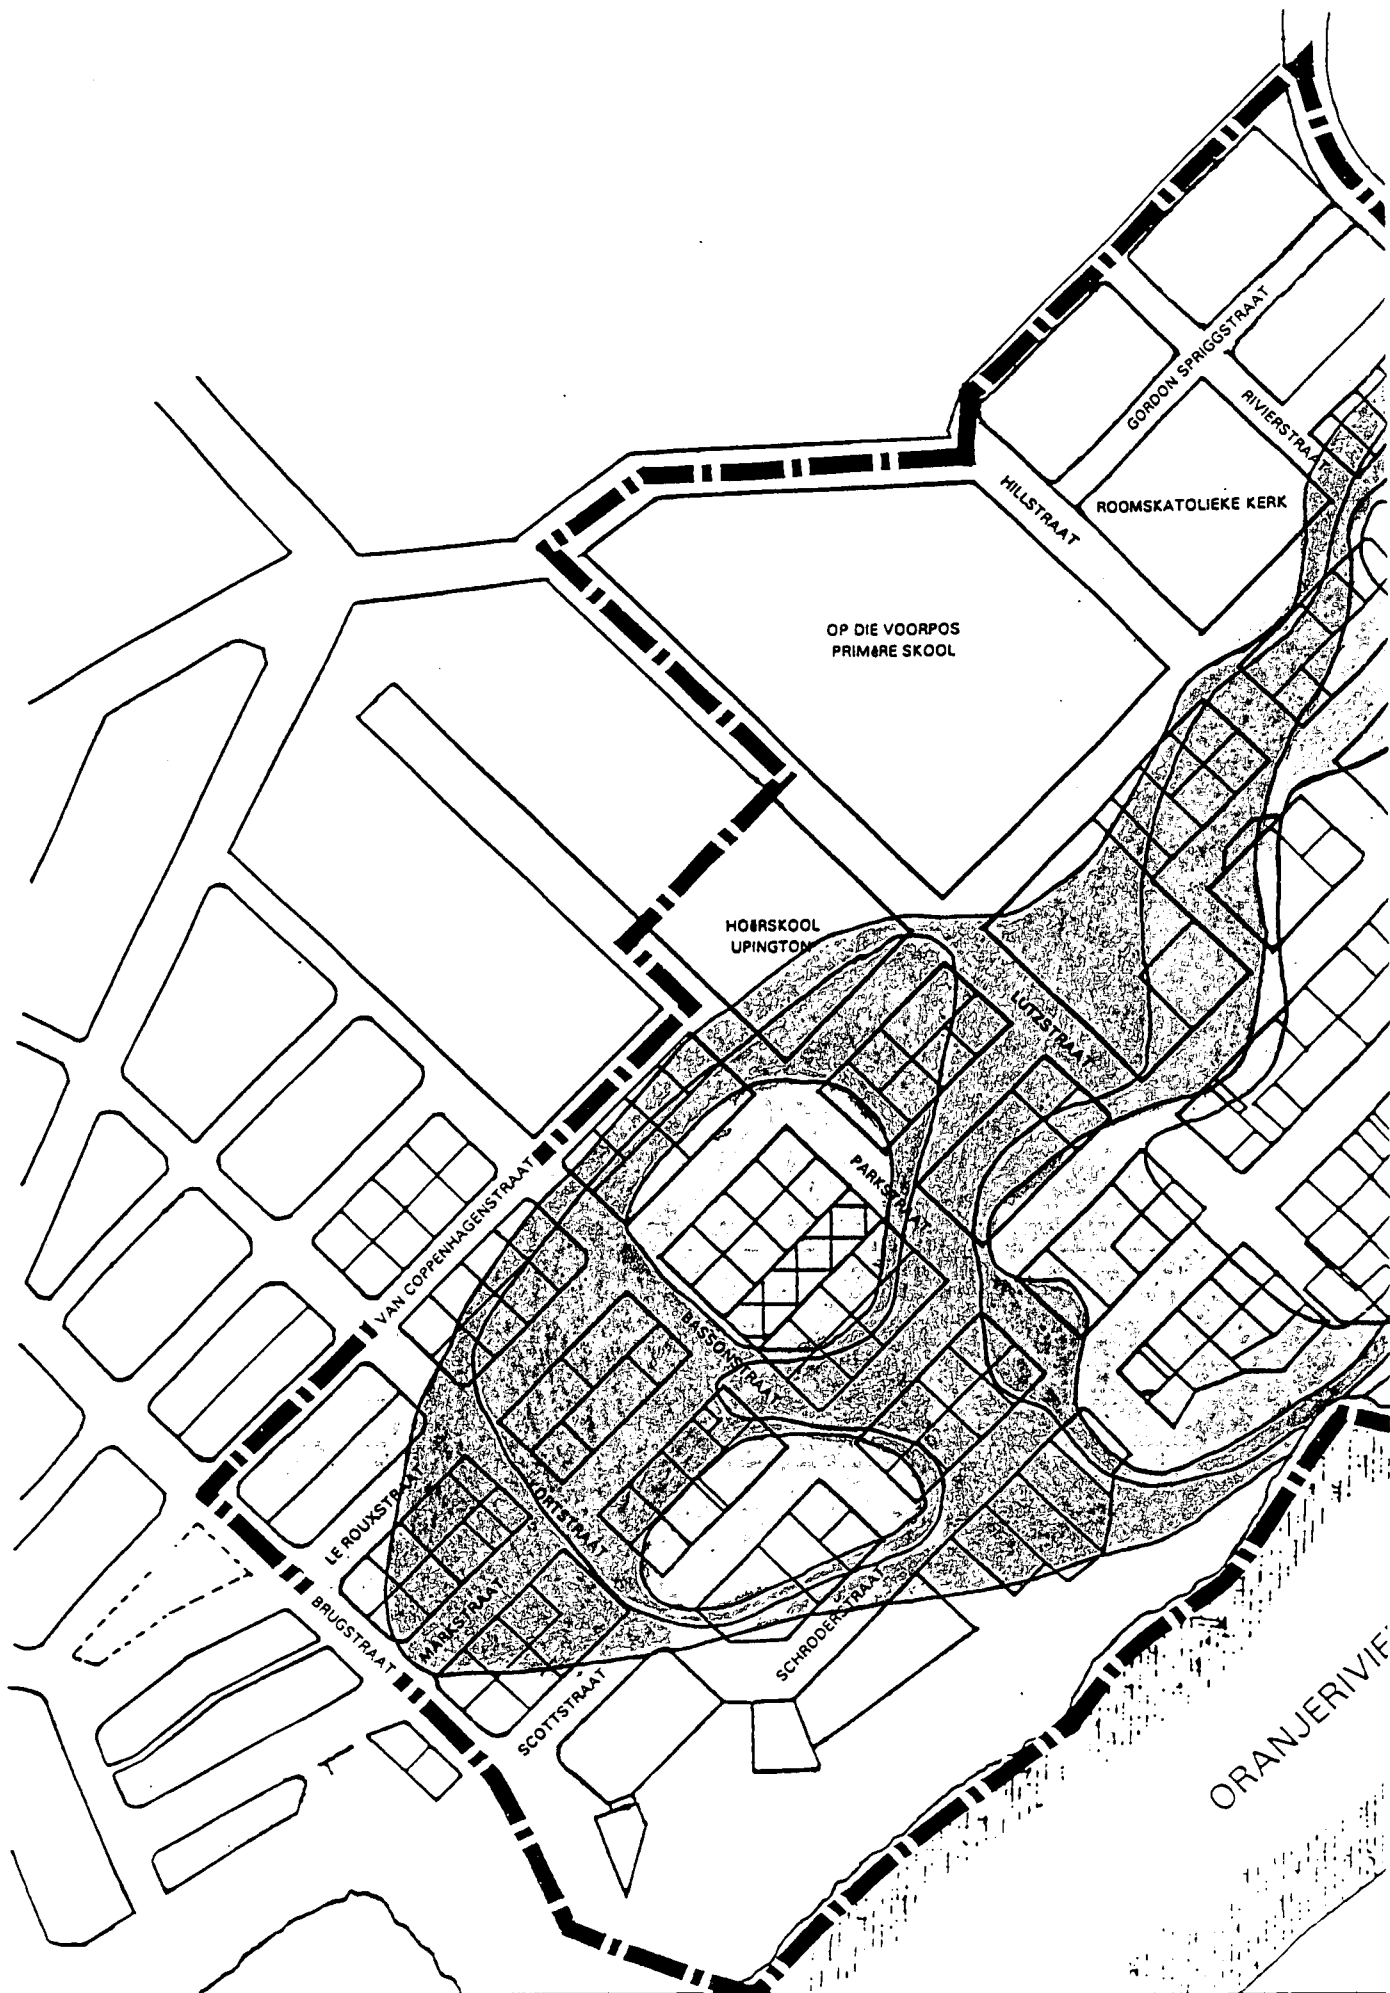 GORDON SPRIGGSTRAAT
RIVIERSTRAAT
HILLSTRAAT
ROOMSKATOLIEKE KERK
OP DIE VOORPOS
PRIMêRE SKOOL
HOëRSKOOL
UPINGTON
LUTZSTRAAT
PARKSTRAAT
VAN COPPENHAGENSTRAAT
BASSONSTRAAT
LE ROUXSTRAAT
MARKSTRAAT
BRUGSTRAAT
SCOTTSTRAAT
SCHRODERSTRAAT